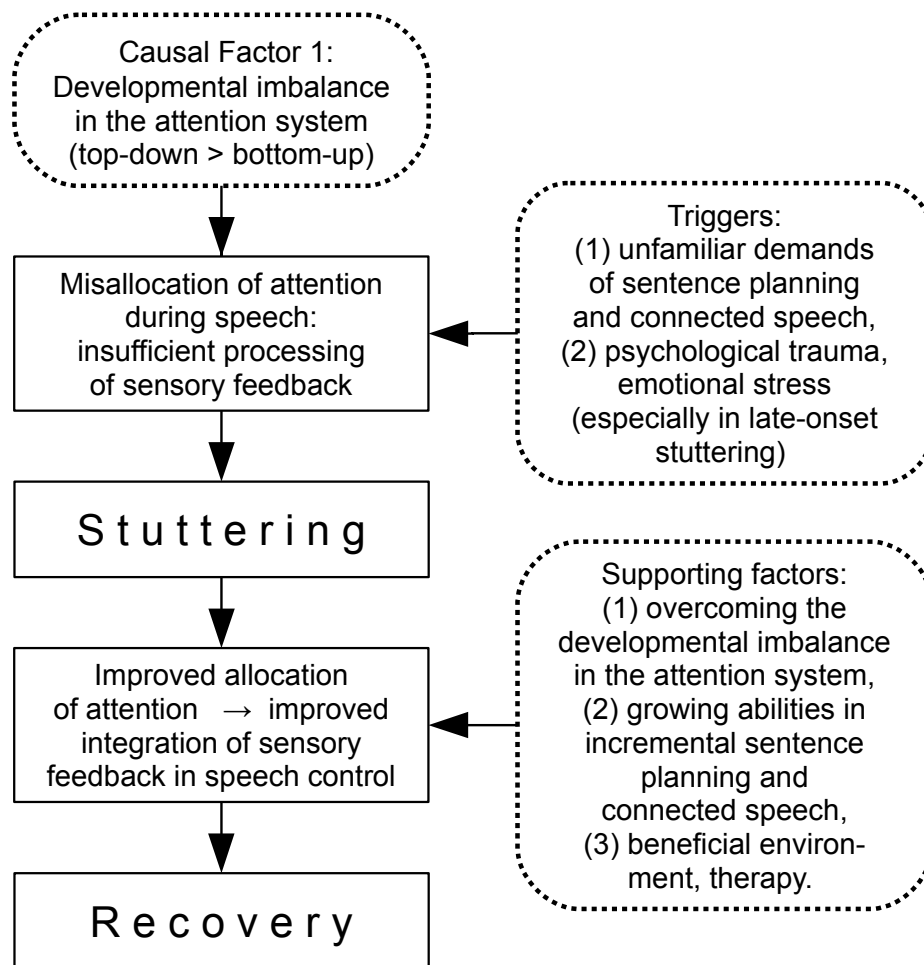 Causal Factor 1:
Developmental imbalance
in the attention system
(top-down > bottom-up)
Misallocation of attention
during speech:
insufficient processing
of sensory feedback
Triggers:
(1) unfamiliar demands
of sentence planning
and connected speech,
(2) psychological trauma,
emotional stress
(especially in late-onset
stuttering)
Stuttering
Improved allocation
of attention → improved
integration of sensory
feedback in speech control
Supporting factors:
(1) overcoming the
developmental imbalance
in the attention system,
(2) growing abilities in
incremental sentence
planning and
connected speech,
(3) beneficial environ-
ment, therapy.
Recovery